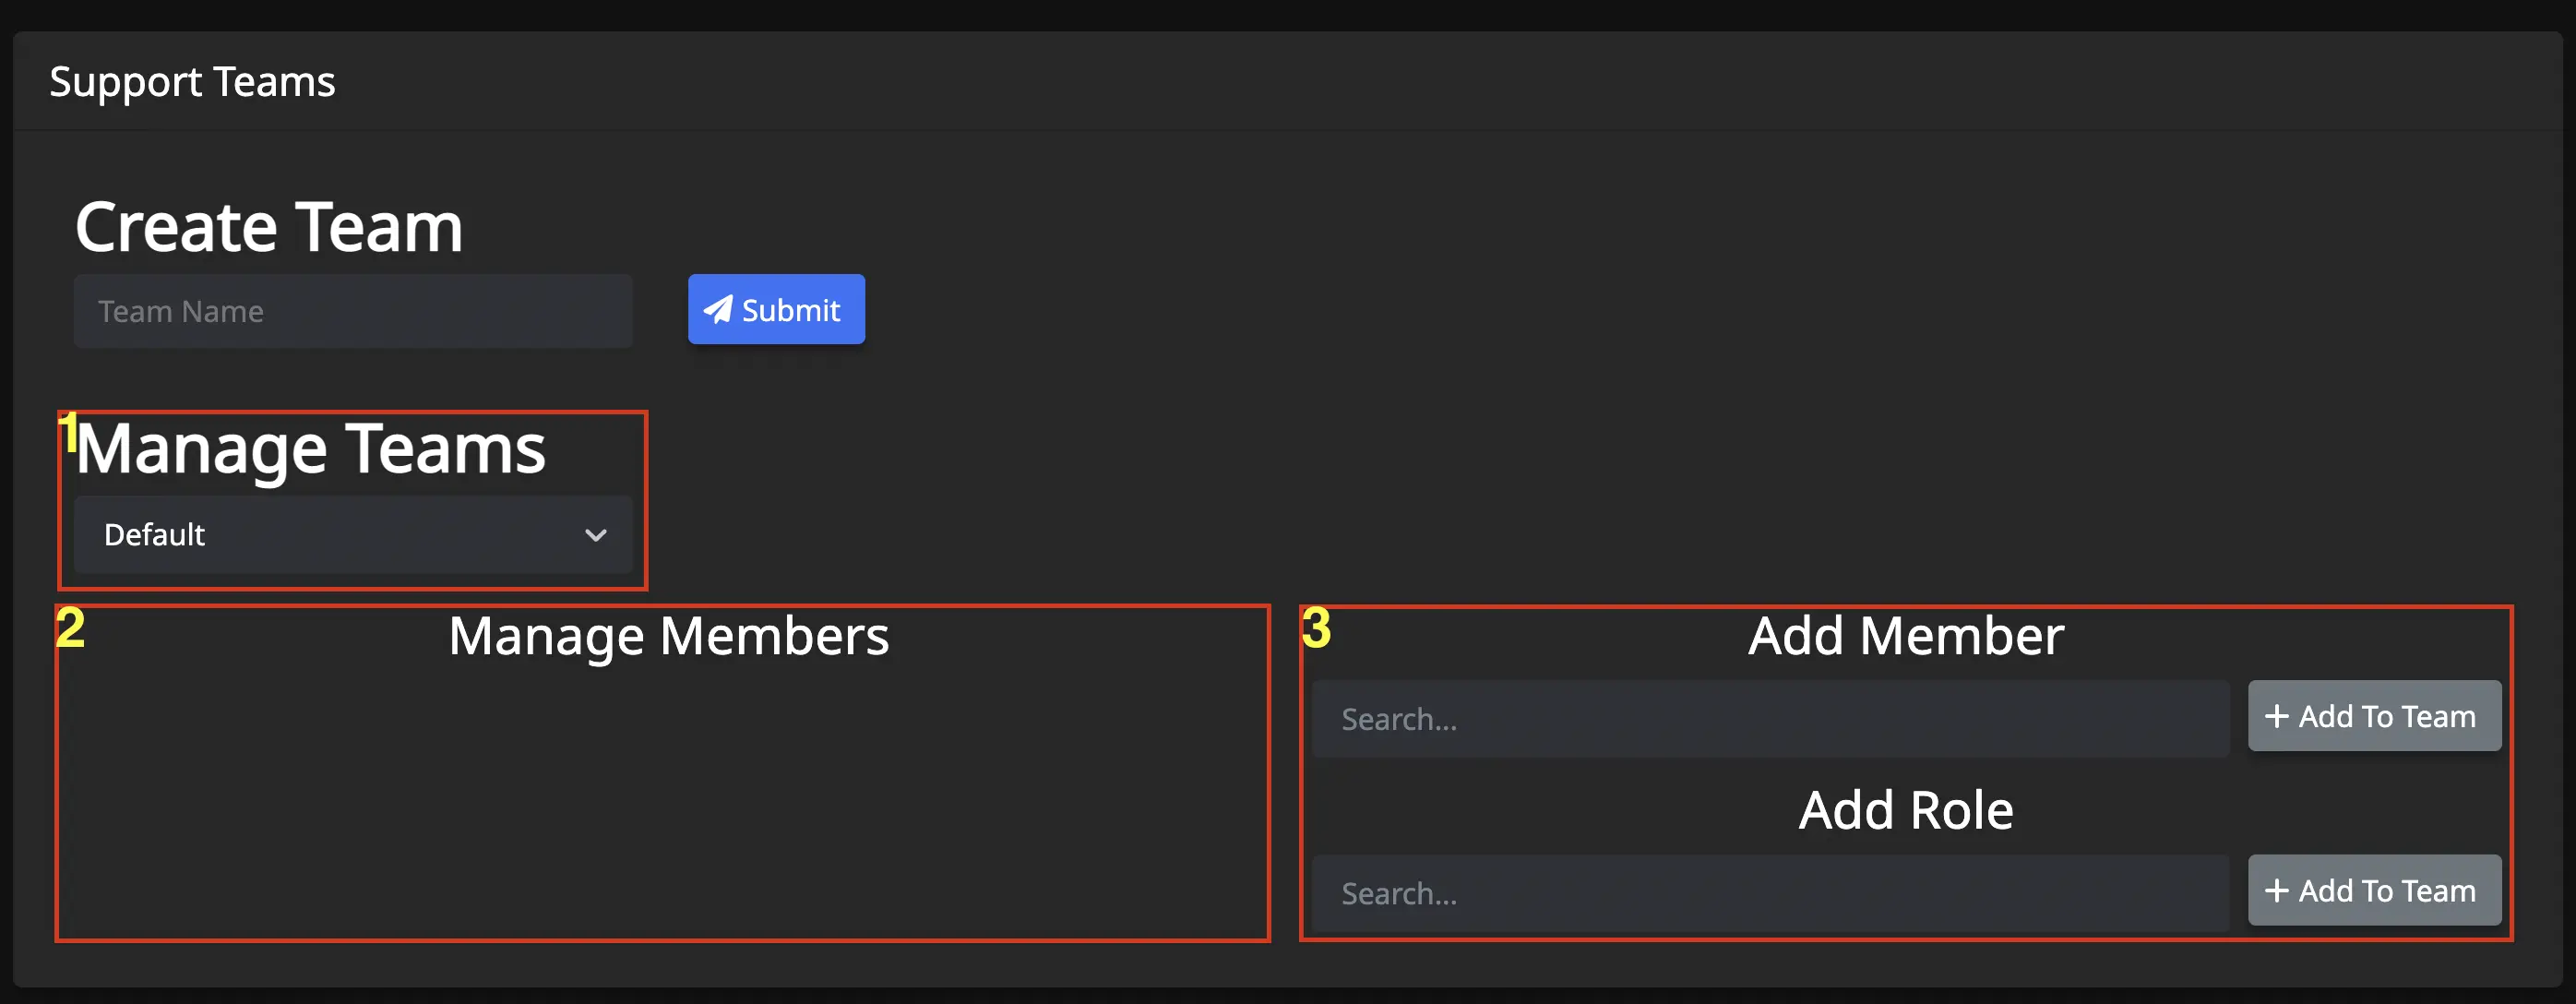 Support Teams
Create Team
Team Name
Submit
1
Manage Teams
Default
2
Manage Members
3
Add Member
Search...
+ Add To Team
Add Role
Search...
+ Add To Team